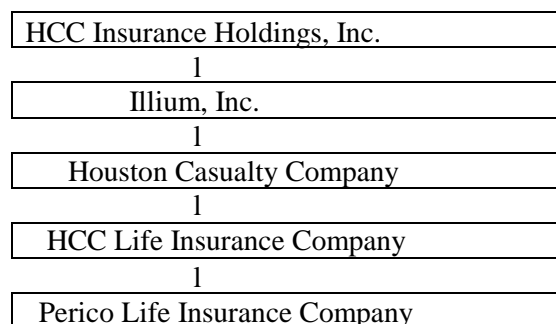 HCC Insurance Holdings, Inc.
l
Illium, Inc.
l
Houston Casualty Company
l
HCC Life Insurance Company
l
Perico Life Insurance Company